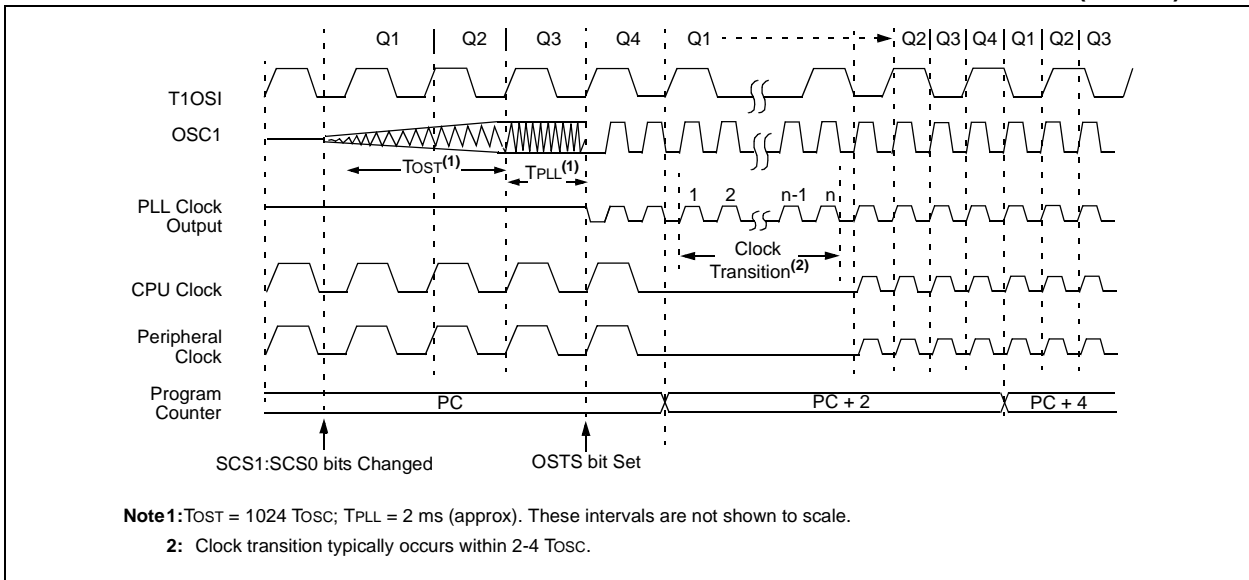 Q1 Q2 Q3 Q4 Q1 Q2 Q3 Q4 Q1 Q2 Q3
T1OSI
OSC1
TOST(1) TPLL(1)
1 2 n-1 n
PLL Clock
Output
Clock
Transition(2)
CPU Clock
Peripheral
Clock
Program
Counter
PC PC + 2 PC + 4
SCS1:SCS0 bits Changed OSTS bit Set
Note1:TOST = 1024 TOSC; TPLL = 2 ms (approx). These intervals are not shown to scale.
2: Clock transition typically occurs within 2-4 TOSC.